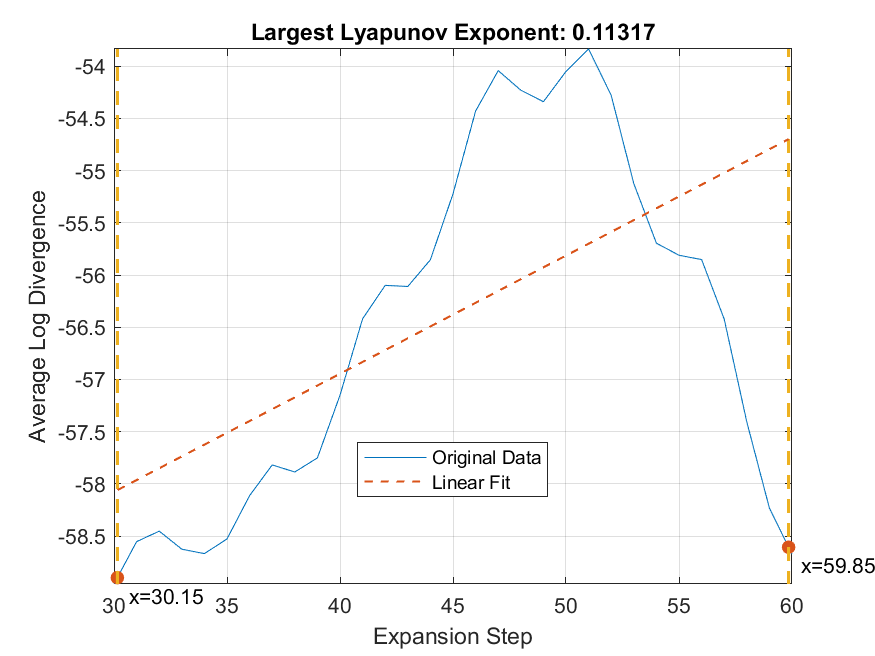 Largest Lyapunov Exponent: 0.11317
-54
-54.5
-55
-55.5
-56
-56.5
-57
-57.5
-58
-58.5
Average Log Divergence
Original Data
Linear Fit
x=59.85
x=30.15
30 35 40 45 50 55 60
Expansion Step